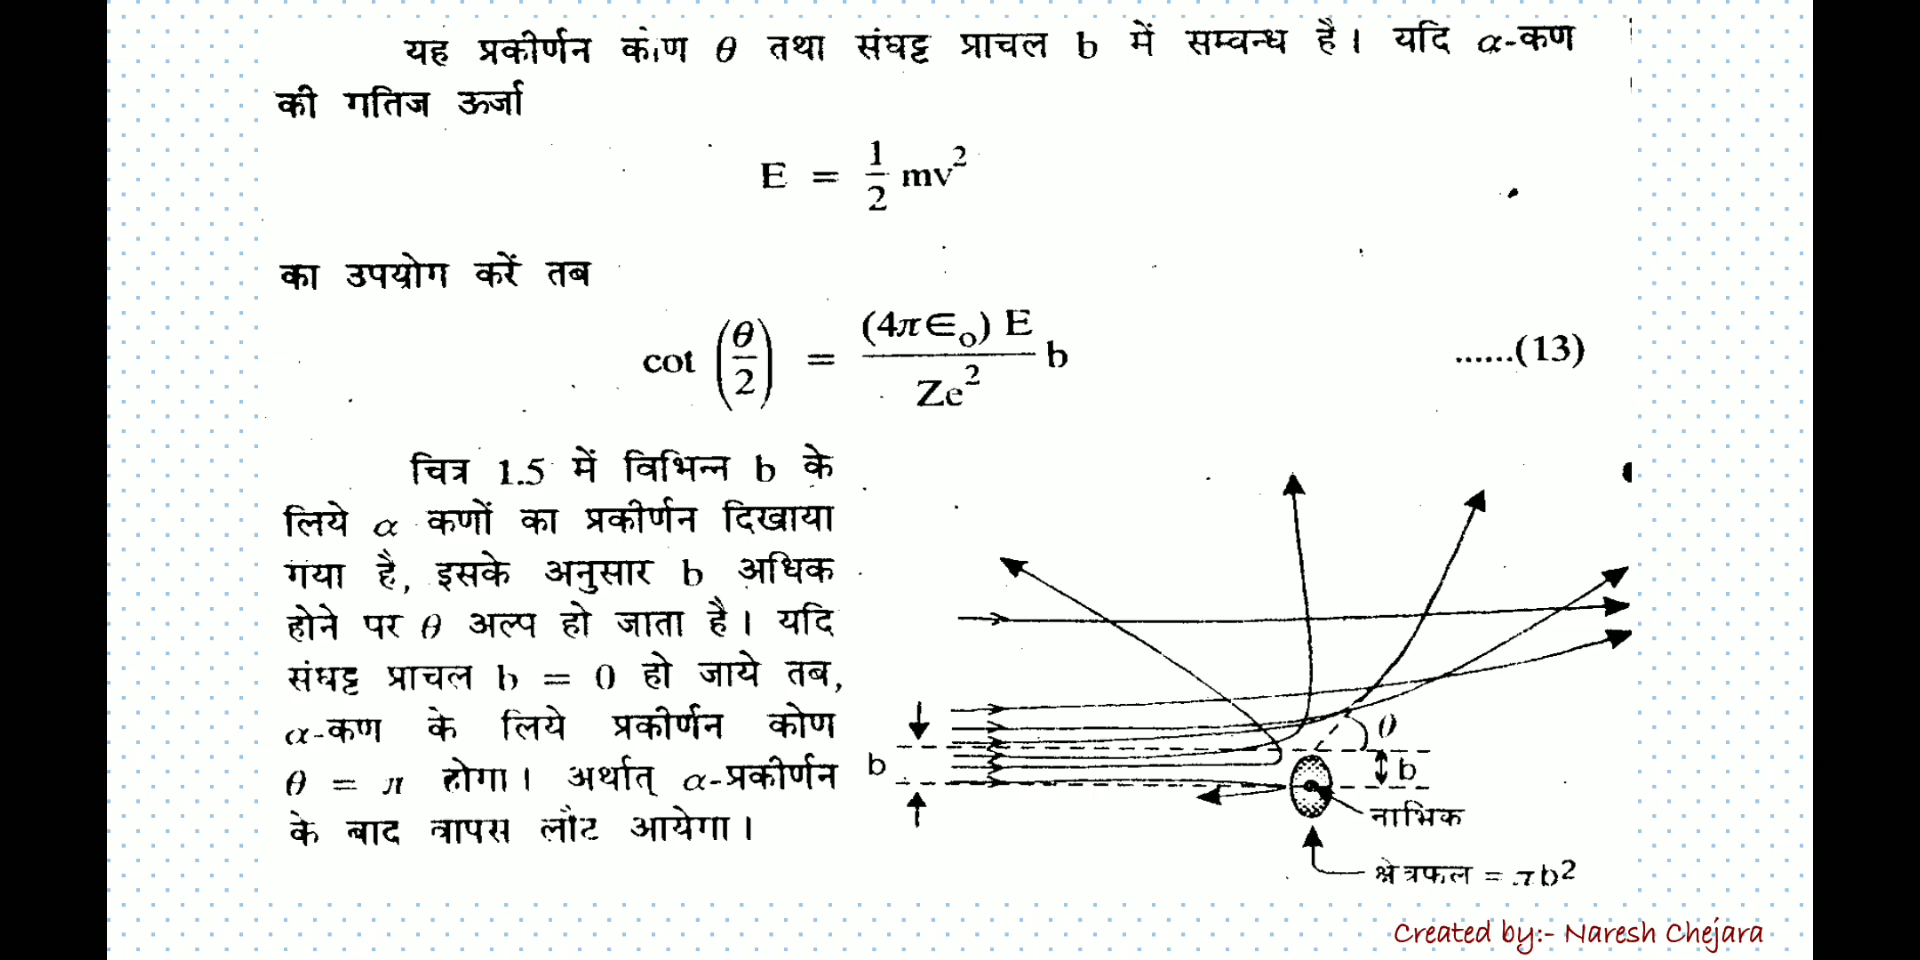 यह प्रकीर्णन कोण θ तथा संघट्ट प्राचल b में सम्बन्ध है। यदि α-कण
की गतिज ऊर्जा
E = 1/2 mv²
का उपयोग करें तब
cot (θ/2) = (4π∈₀) E / Ze² b ......(13)
चित्र 1.5 में विभिन्न b के
लिये α कणों का प्रकीर्णन दिखाया
गया है, इसके अनुसार b अधिक
होने पर θ अल्प हो जाता है। यदि
संघट्ट प्राचल b = 0 हो जाये तब,
α-कण के लिये प्रकीर्णन कोण
θ = π होगा। अर्थात् α-प्रकीर्णन
के बाद वापस लौट आयेगा।
θ
b
b
नाभिक
क्षेत्रफल = πb²
Created by:- Naresh Chejara